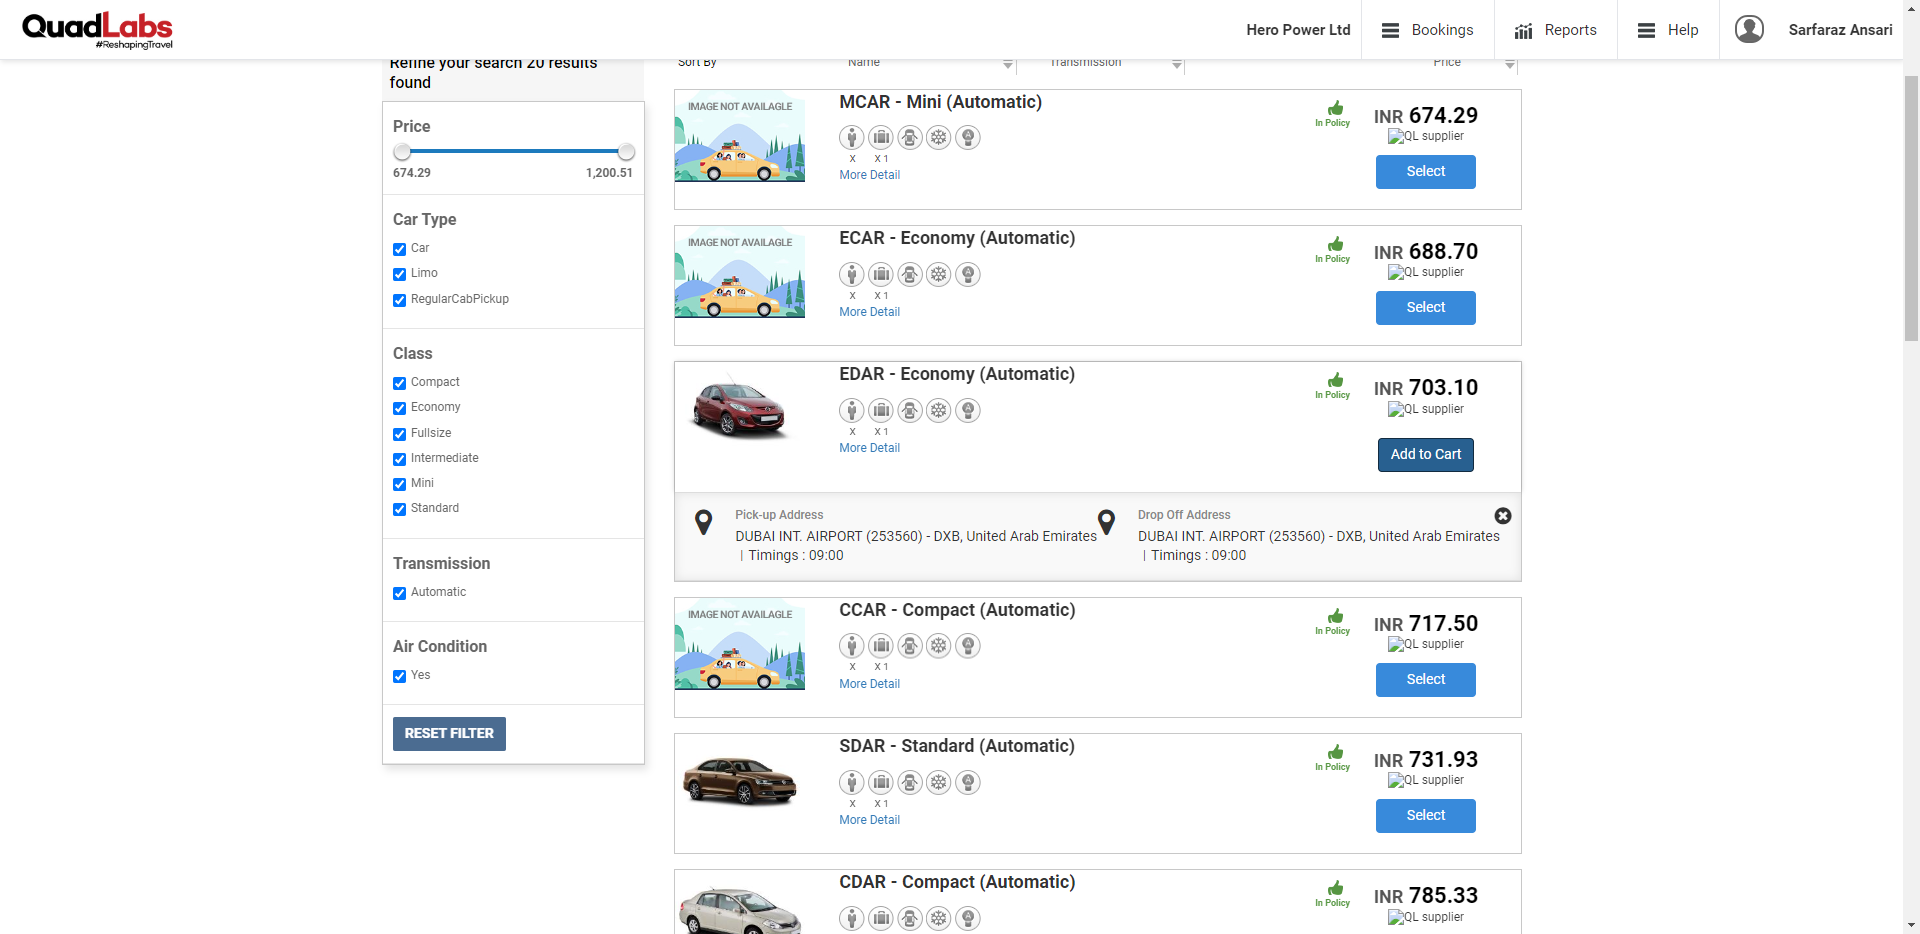 QuadLabs
#ReshapingTravel
Hero Power Ltd
Bookings
Reports
Help
Sarfaraz Ansari
Refine your search 20 results
found
Price
674.29 1,200.51
Car Type
Car
Limo
RegularCabPickup
Class
Compact
Economy
Fullsize
Intermediate
Mini
Standard
Transmission
Automatic
Air Condition
Yes
RESET FILTER
Sort By Name Transmission Price
IMAGE NOT AVAILAGLE
MCAR - Mini (Automatic)
X X 1
More Detail
In Policy
INR 674.29
QL supplier
Select
IMAGE NOT AVAILAGLE
ECAR - Economy (Automatic)
X X 1
More Detail
In Policy
INR 688.70
QL supplier
Select
EDAR - Economy (Automatic)
X X 1
More Detail
In Policy
INR 703.10
QL supplier
Add to Cart
Pick-up Address
DUBAI INT. AIRPORT (253560) - DXB, United Arab Emirates
| Timings : 09:00
Drop Off Address
DUBAI INT. AIRPORT (253560) - DXB, United Arab Emirates
| Timings : 09:00
IMAGE NOT AVAILAGLE
CCAR - Compact (Automatic)
X X 1
More Detail
In Policy
INR 717.50
QL supplier
Select
SDAR - Standard (Automatic)
X X 1
More Detail
In Policy
INR 731.93
QL supplier
Select
CDAR - Compact (Automatic)
In Policy
INR 785.33
QL supplier